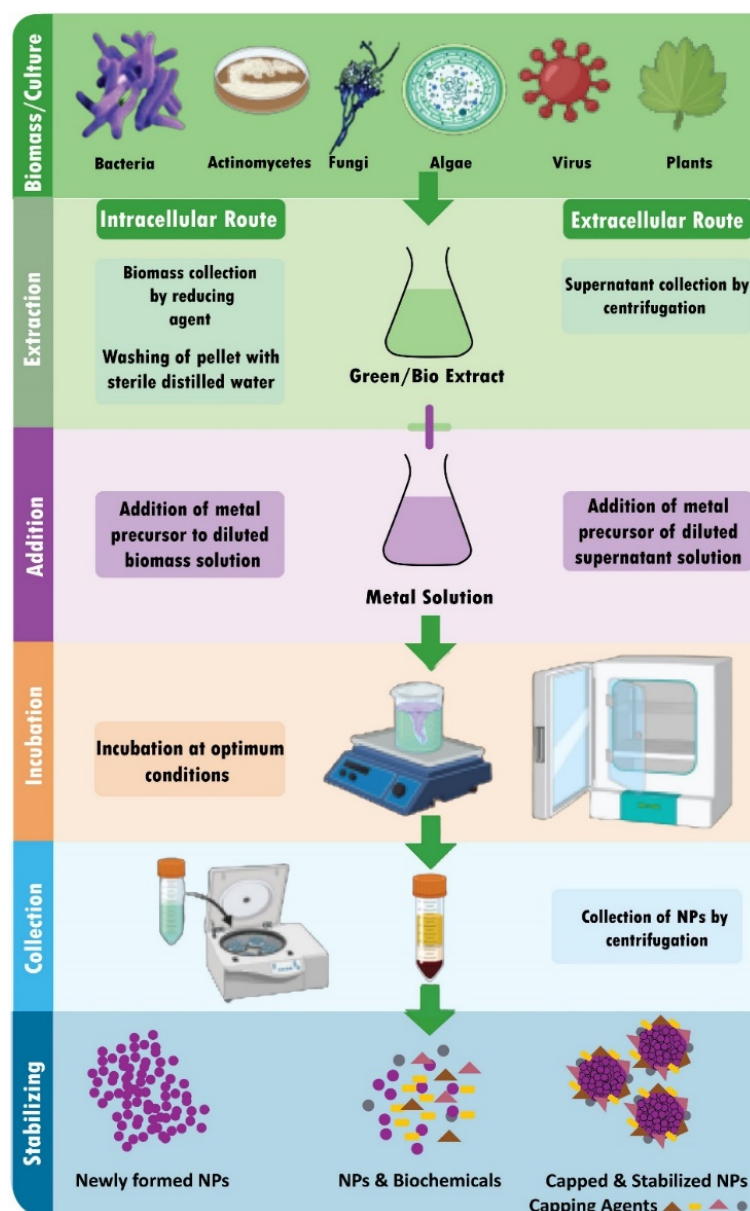 Biomass/Culture
Bacteria
Actinomycetes
Fungi
Algae
Virus
Plants
Extraction
Intracellular Route
Extracellular Route
Biomass collection
by reducing
agent
Washing of pellet with
sterile distilled water
Green/Bio Extract
Supernatant collection by
centrifugation
Addition
Addition of metal
precursor to diluted
biomass solution
Metal Solution
Addition of metal
precursor of diluted
supernatant solution
Incubation
Incubation at optimum
conditions
Collection
Collection of NPs by
centrifugation
Stabilizing
Newly formed NPs
NPs & Biochemicals
Capped & Stabilized NPs
Capping Agents